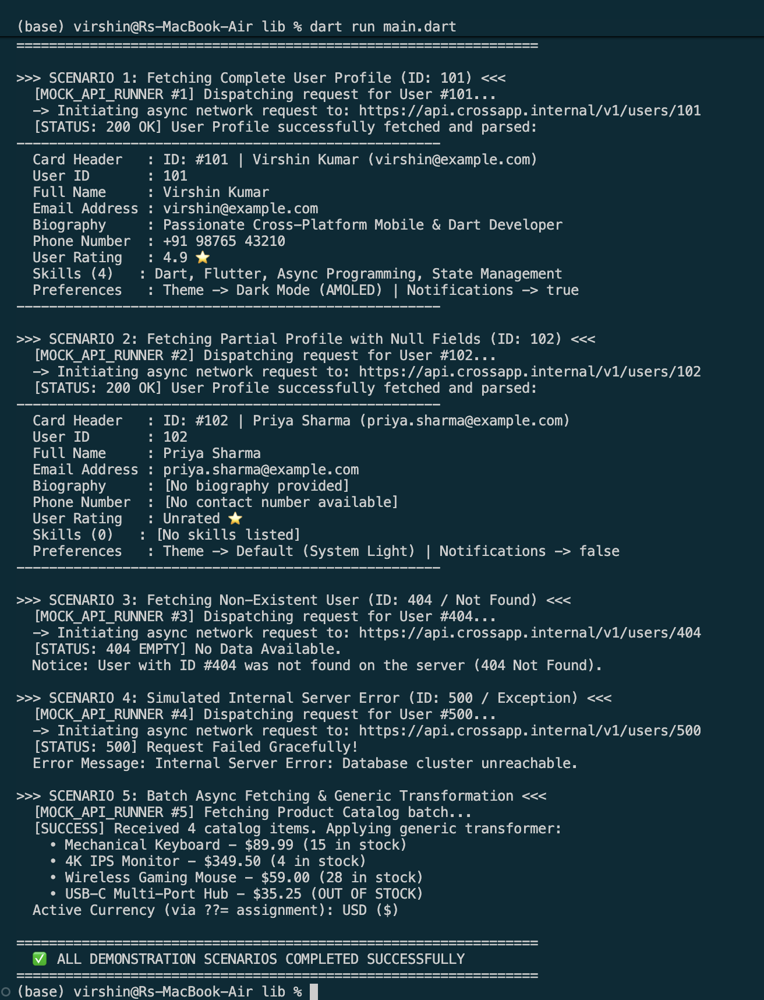 (base) virshin@Rs-MacBook-Air lib % dart run main.dart
================================================================
>>> SCENARIO 1: Fetching Complete User Profile (ID: 101) <<<
[MOCK_API_RUNNER #1] Dispatching request for User #101...
-> Initiating async network request to: https://api.crossapp.internal/v1/users/101
[STATUS: 200 OK] User Profile successfully fetched and parsed:
----------------------------------------------------
Card Header   : ID: #101 | Virshin Kumar (virshin@example.com)
User ID       : 101
Full Name     : Virshin Kumar
Email Address : virshin@example.com
Biography     : Passionate Cross-Platform Mobile & Dart Developer
Phone Number  : +91 98765 43210
User Rating   : 4.9 ⭐
Skills (4)   : Dart, Flutter, Async Programming, State Management
Preferences   : Theme -> Dark Mode (AMOLED) | Notifications -> true
----------------------------------------------------
>>> SCENARIO 2: Fetching Partial Profile with Null Fields (ID: 102) <<<
[MOCK_API_RUNNER #2] Dispatching request for User #102...
-> Initiating async network request to: https://api.crossapp.internal/v1/users/102
[STATUS: 200 OK] User Profile successfully fetched and parsed:
----------------------------------------------------
Card Header   : ID: #102 | Priya Sharma (priya.sharma@example.com)
User ID       : 102
Full Name     : Priya Sharma
Email Address : priya.sharma@example.com
Biography     : [No biography provided]
Phone Number  : [No contact number available]
User Rating   : Unrated ⭐
Skills (0)   : [No skills listed]
Preferences   : Theme -> Default (System Light) | Notifications -> false
----------------------------------------------------
>>> SCENARIO 3: Fetching Non-Existent User (ID: 404 / Not Found) <<<
[MOCK_API_RUNNER #3] Dispatching request for User #404...
-> Initiating async network request to: https://api.crossapp.internal/v1/users/404
[STATUS: 404 EMPTY] No Data Available.
Notice: User with ID #404 was not found on the server (404 Not Found).
>>> SCENARIO 4: Simulated Internal Server Error (ID: 500 / Exception) <<<
[MOCK_API_RUNNER #4] Dispatching request for User #500...
-> Initiating async network request to: https://api.crossapp.internal/v1/users/500
[STATUS: 500] Request Failed Gracefully!
Error Message: Internal Server Error: Database cluster unreachable.
>>> SCENARIO 5: Batch Async Fetching & Generic Transformation <<<
[MOCK_API_RUNNER #5] Fetching Product Catalog batch...
[SUCCESS] Received 4 catalog items. Applying generic transformer:
• Mechanical Keyboard - $89.99 (15 in stock)
• 4K IPS Monitor - $349.50 (4 in stock)
• Wireless Gaming Mouse - $59.00 (28 in stock)
• USB-C Multi-Port Hub - $35.25 (OUT OF STOCK)
Active Currency (via ??= assignment): USD ($)
================================================================
✅ ALL DEMONSTRATION SCENARIOS COMPLETED SUCCESSFULLY
================================================================
(base) virshin@Rs-MacBook-Air lib %